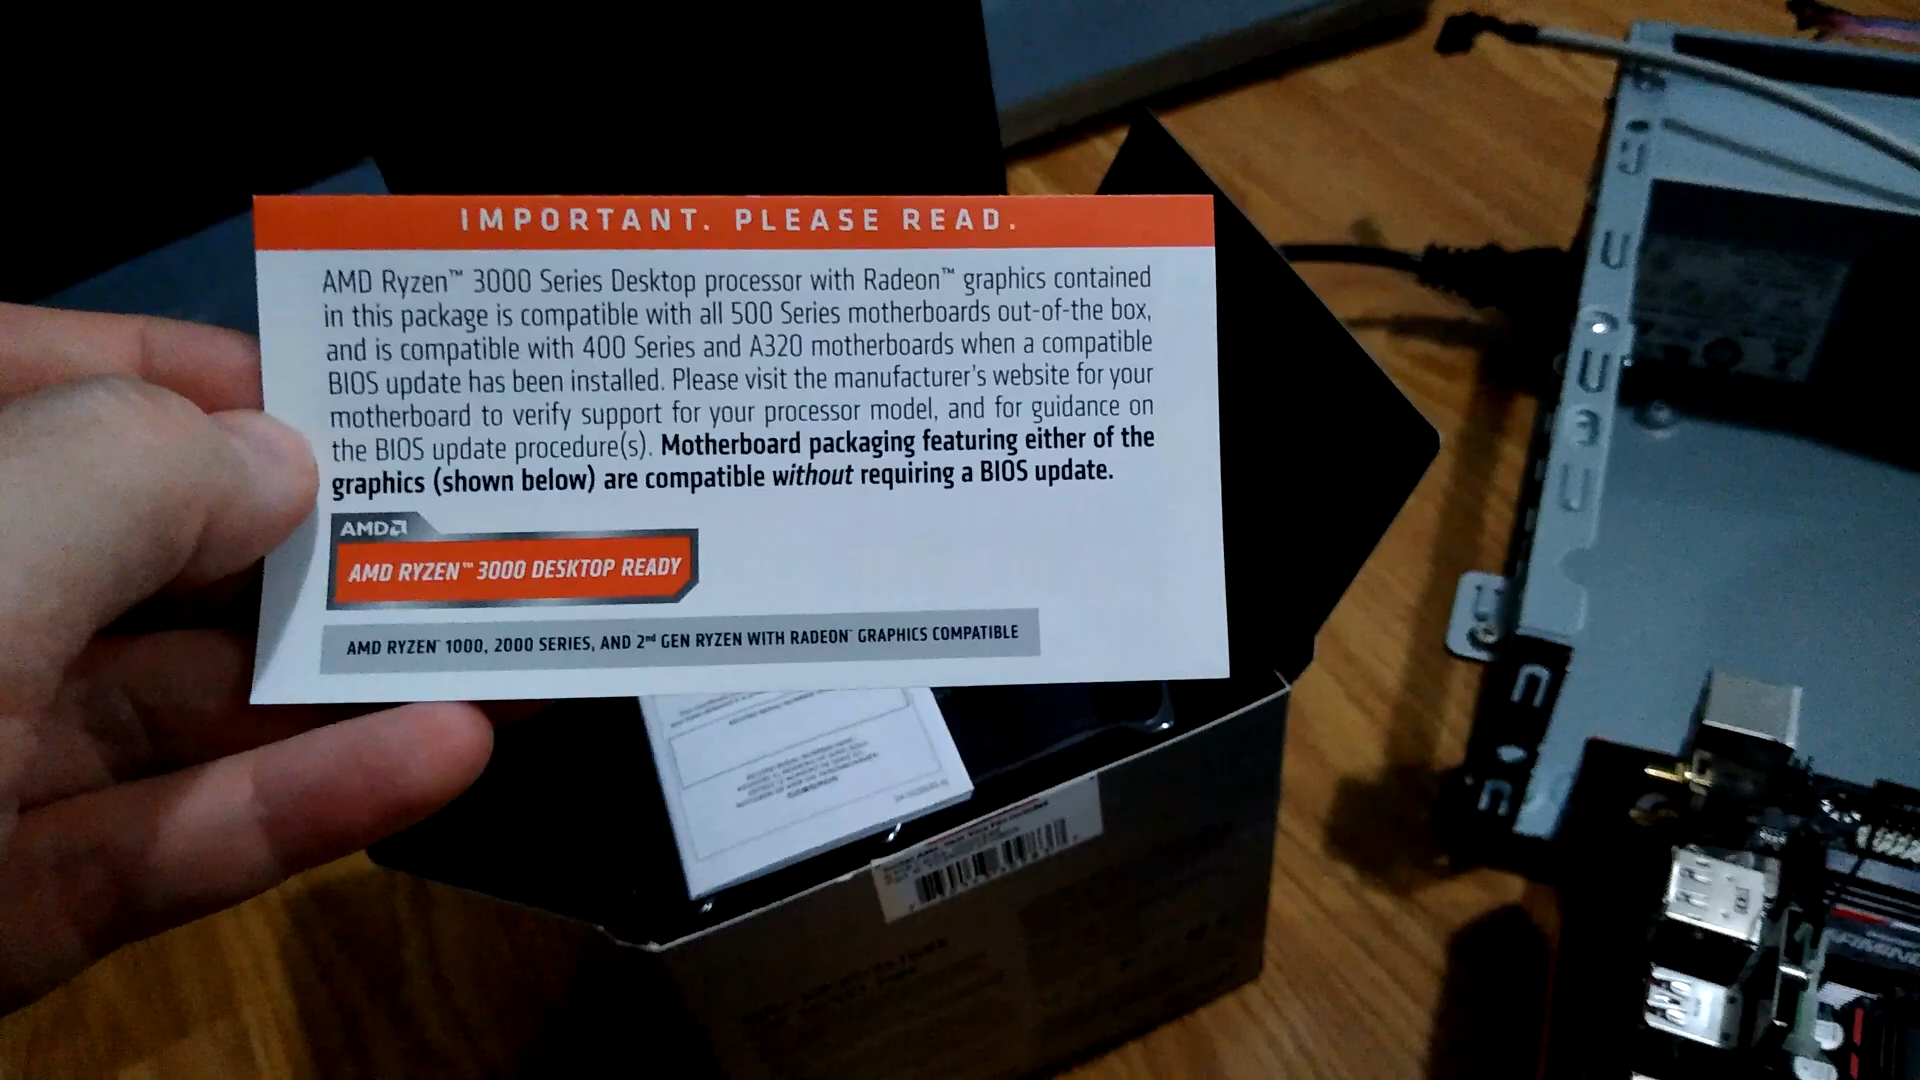 IMPORTANT. PLEASE READ.
AMD Ryzen™ 3000 Series Desktop processor with Radeon™ graphics contained
in this package is compatible with all 500 Series motherboards out-of-the box,
and is compatible with 400 Series and A320 motherboards when a compatible
BIOS update has been installed. Please visit the manufacturer's website for your
motherboard to verify support for your processor model, and for guidance on
the BIOS update procedure(s). Motherboard packaging featuring either of the
graphics (shown below) are compatible without requiring a BIOS update.
AMD
AMD RYZEN™ 3000 DESKTOP READY
AMD RYZEN™ 1000, 2000 SERIES, AND 2nd GEN RYZEN WITH RADEON™ GRAPHICS COMPATIBLE